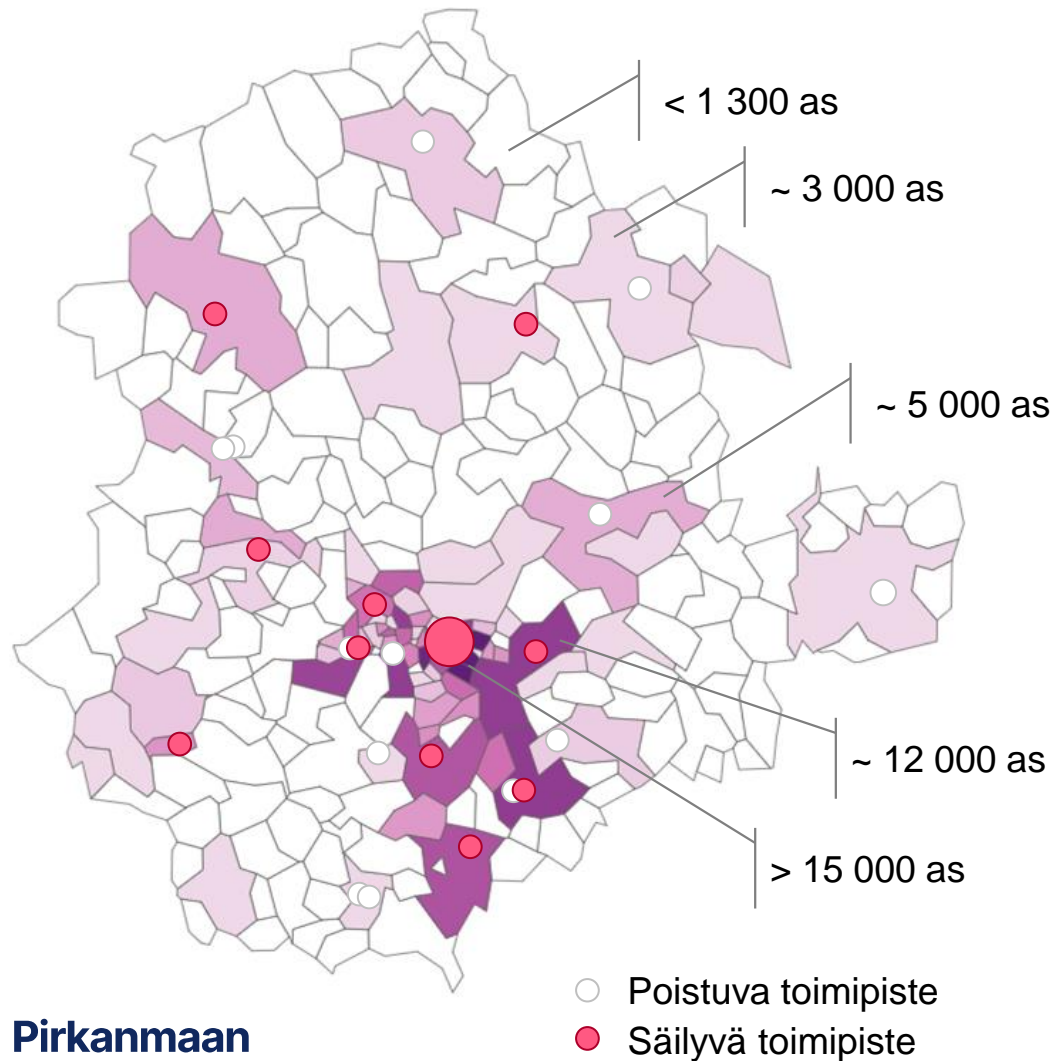 < 1 300 as
~ 3 000 as
~ 5 000 as
~ 12 000 as
> 15 000 as
Poistuva toimipiste
Säilyvä toimipiste
Pirkanmaan